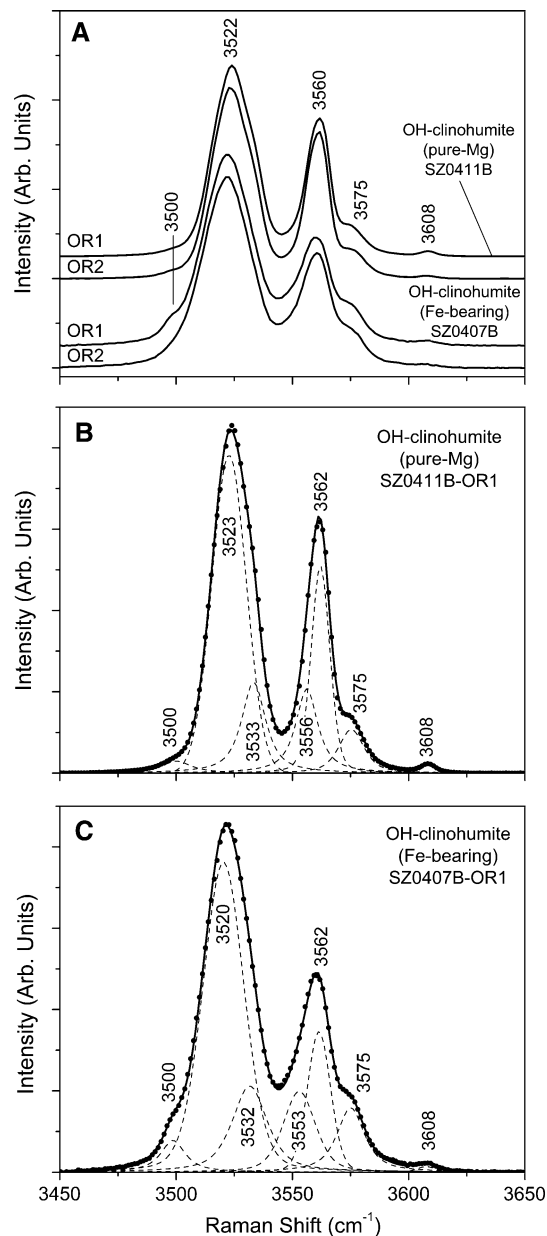 A
3522
3560
OH-clinohumite
(pure-Mg)
SZ0411B
3500
3575
3608
OR1
OR2
OH-clinohumite
(Fe-bearing)
SZ0407B
OR1
OR2
Intensity (Arb. Units)
B
OH-clinohumite
(pure-Mg)
SZ0411B-OR1
3562
3523
3575
3500
3533
3556
3608
Intensity (Arb. Units)
C
OH-clinohumite
(Fe-bearing)
SZ0407B-OR1
3520
3562
3500
3575
3532
3553
3608
Intensity (Arb. Units)
3450 3500 3550 3600 3650
Raman Shift (cm⁻¹)